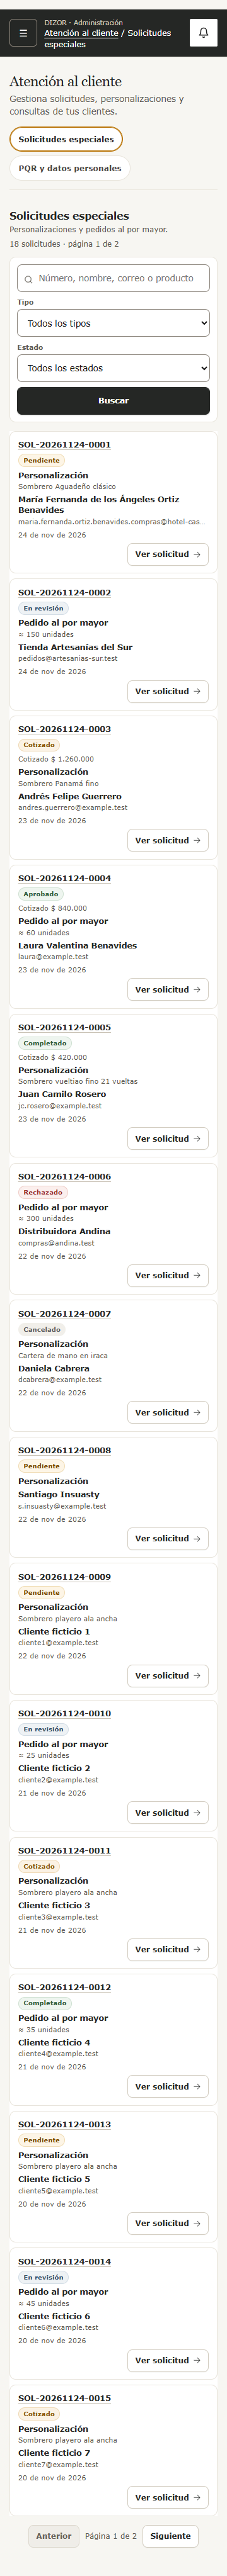 DIZOR · Administración
Atención al cliente / Solicitudes
especiales
Atención al cliente
Gestiona solicitudes, personalizaciones y
consultas de tus clientes.
Solicitudes especiales
PQR y datos personales
Solicitudes especiales
Personalizaciones y pedidos al por mayor.
18 solicitudes · página 1 de 2
Número, nombre, correo o producto
Tipo
Todos los tipos
Estado
Todos los estados
Buscar
SOL-20261124-0001
Pendiente
Personalización
Sombrero Aguadeño clásico
María Fernanda de los Ángeles Ortiz
Benavides
maria.fernanda.ortiz.benavides.compras@hotel-cas...
24 de nov de 2026
Ver solicitud →
SOL-20261124-0002
En revisión
Pedido al por mayor
≈ 150 unidades
Tienda Artesanías del Sur
pedidos@artesanias-sur.test
24 de nov de 2026
Ver solicitud →
SOL-20261124-0003
Cotizado
Cotizado $ 1.260.000
Personalización
Sombrero Panamá fino
Andrés Felipe Guerrero
andres.guerrero@example.test
23 de nov de 2026
Ver solicitud →
SOL-20261124-0004
Aprobado
Cotizado $ 840.000
Pedido al por mayor
≈ 60 unidades
Laura Valentina Benavides
laura@example.test
23 de nov de 2026
Ver solicitud →
SOL-20261124-0005
Completado
Cotizado $ 420.000
Personalización
Sombrero vueltiao fino 21 vueltas
Juan Camilo Rosero
jc.rosero@example.test
23 de nov de 2026
Ver solicitud →
SOL-20261124-0006
Rechazado
Pedido al por mayor
≈ 300 unidades
Distribuidora Andina
compras@andina.test
22 de nov de 2026
Ver solicitud →
SOL-20261124-0007
Cancelado
Personalización
Cartera de mano en iraca
Daniela Cabrera
dcabrera@example.test
22 de nov de 2026
Ver solicitud →
SOL-20261124-0008
Pendiente
Personalización
Santiago Insuasty
s.insuasty@example.test
22 de nov de 2026
Ver solicitud →
SOL-20261124-0009
Pendiente
Personalización
Sombrero playero ala ancha
Cliente ficticio 1
cliente1@example.test
22 de nov de 2026
Ver solicitud →
SOL-20261124-0010
En revisión
Pedido al por mayor
≈ 25 unidades
Cliente ficticio 2
cliente2@example.test
21 de nov de 2026
Ver solicitud →
SOL-20261124-0011
Cotizado
Personalización
Sombrero playero ala ancha
Cliente ficticio 3
cliente3@example.test
21 de nov de 2026
Ver solicitud →
SOL-20261124-0012
Completado
Pedido al por mayor
≈ 35 unidades
Cliente ficticio 4
cliente4@example.test
21 de nov de 2026
Ver solicitud →
SOL-20261124-0013
Pendiente
Personalización
Sombrero playero ala ancha
Cliente ficticio 5
cliente5@example.test
20 de nov de 2026
Ver solicitud →
SOL-20261124-0014
En revisión
Pedido al por mayor
≈ 45 unidades
Cliente ficticio 6
cliente6@example.test
20 de nov de 2026
Ver solicitud →
SOL-20261124-0015
Cotizado
Personalización
Sombrero playero ala ancha
Cliente ficticio 7
cliente7@example.test
20 de nov de 2026
Ver solicitud →
Anterior Página 1 de 2 Siguiente